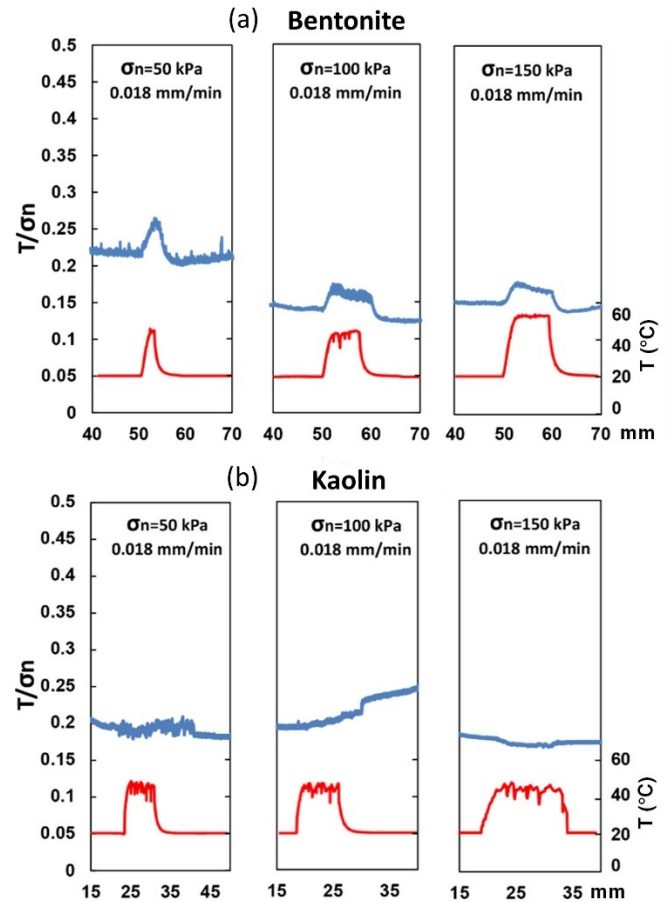 (a) Bentonite
σn=50 kPa
0.018 mm/min
σn=100 kPa
0.018 mm/min
σn=150 kPa
0.018 mm/min
T/σn
0.5
0.45
0.4
0.35
0.3
0.25
0.2
0.15
0.1
0.05
0
T (°C)
60
40
20
0
40 50 60 70
40 50 60 70
40 50 60 70 mm
(b) Kaolin
σn=50 kPa
0.018 mm/min
σn=100 kPa
0.018 mm/min
σn=150 kPa
0.018 mm/min
T/σn
0.5
0.45
0.4
0.35
0.3
0.25
0.2
0.15
0.1
0.05
0
T (°C)
60
40
20
0
15 25 35 45
15 25 35
15 25 35 mm